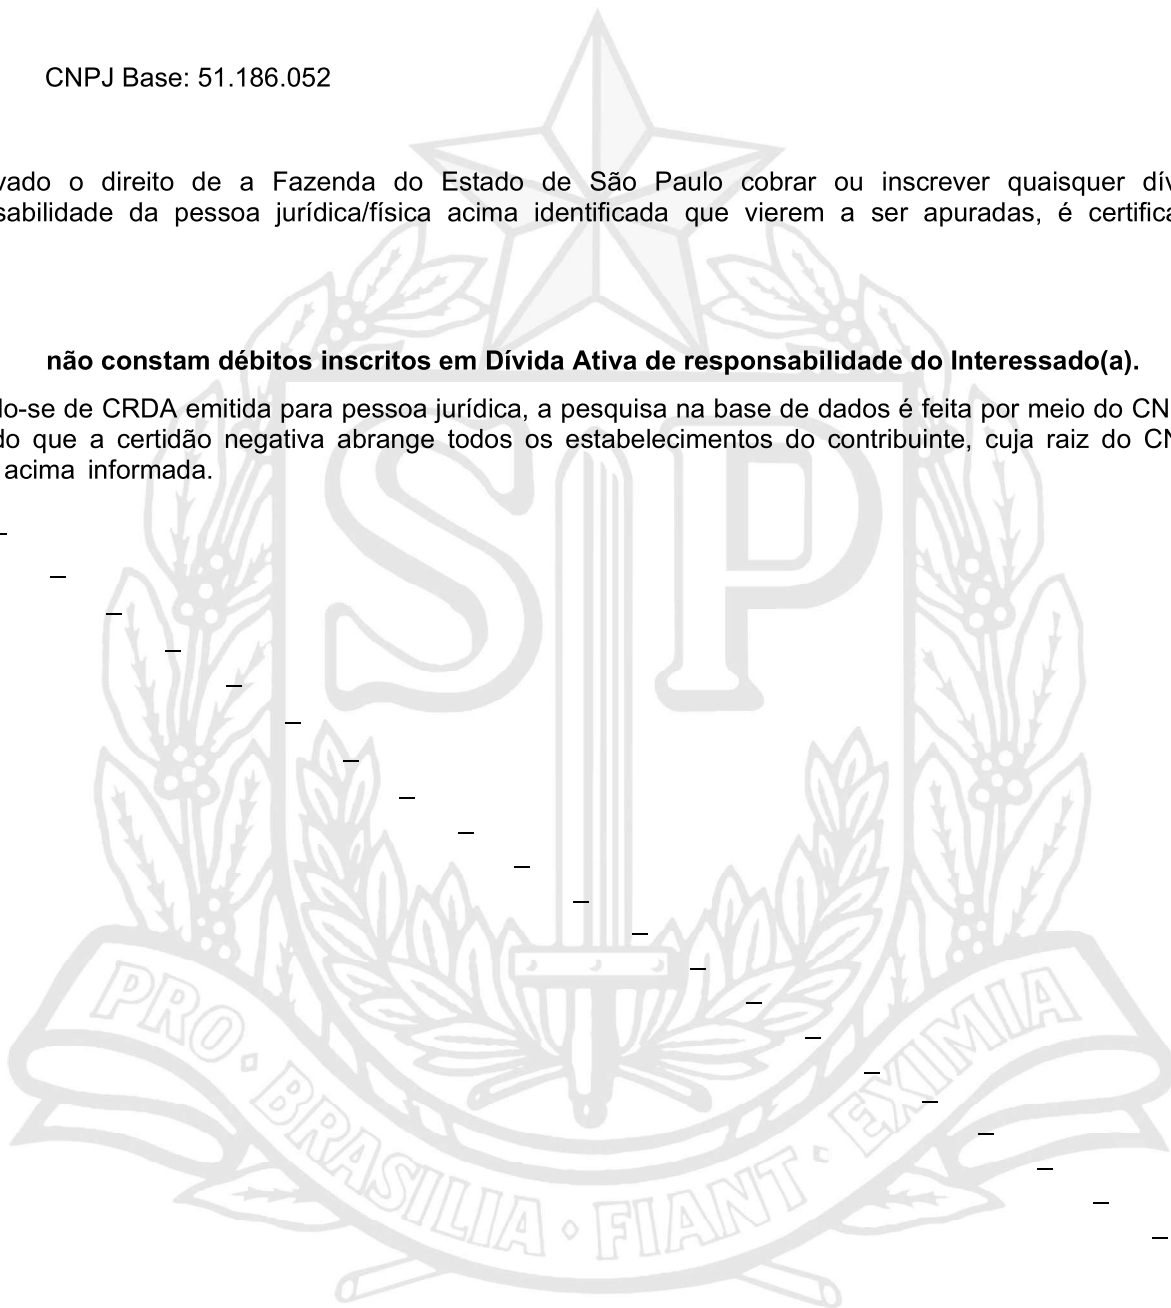 CNPJ Base: 51.186.052
vado o direito de a Fazenda do Estado de São Paulo cobrar ou inscrever quaisquer dív
sabilidade da pessoa jurídica/física acima identificada que vierem a ser apuradas, é certifica
não constam débitos inscritos em Dívida Ativa de responsabilidade do Interessado(a).
do-se de CRDA emitida para pessoa jurídica, a pesquisa na base de dados é feita por meio do CN
do que a certidão negativa abrange todos os estabelecimentos do contribuinte, cuja raiz do CN
acima informada.
SP
PRO · BRASILIA · FIANT · EXIMIA